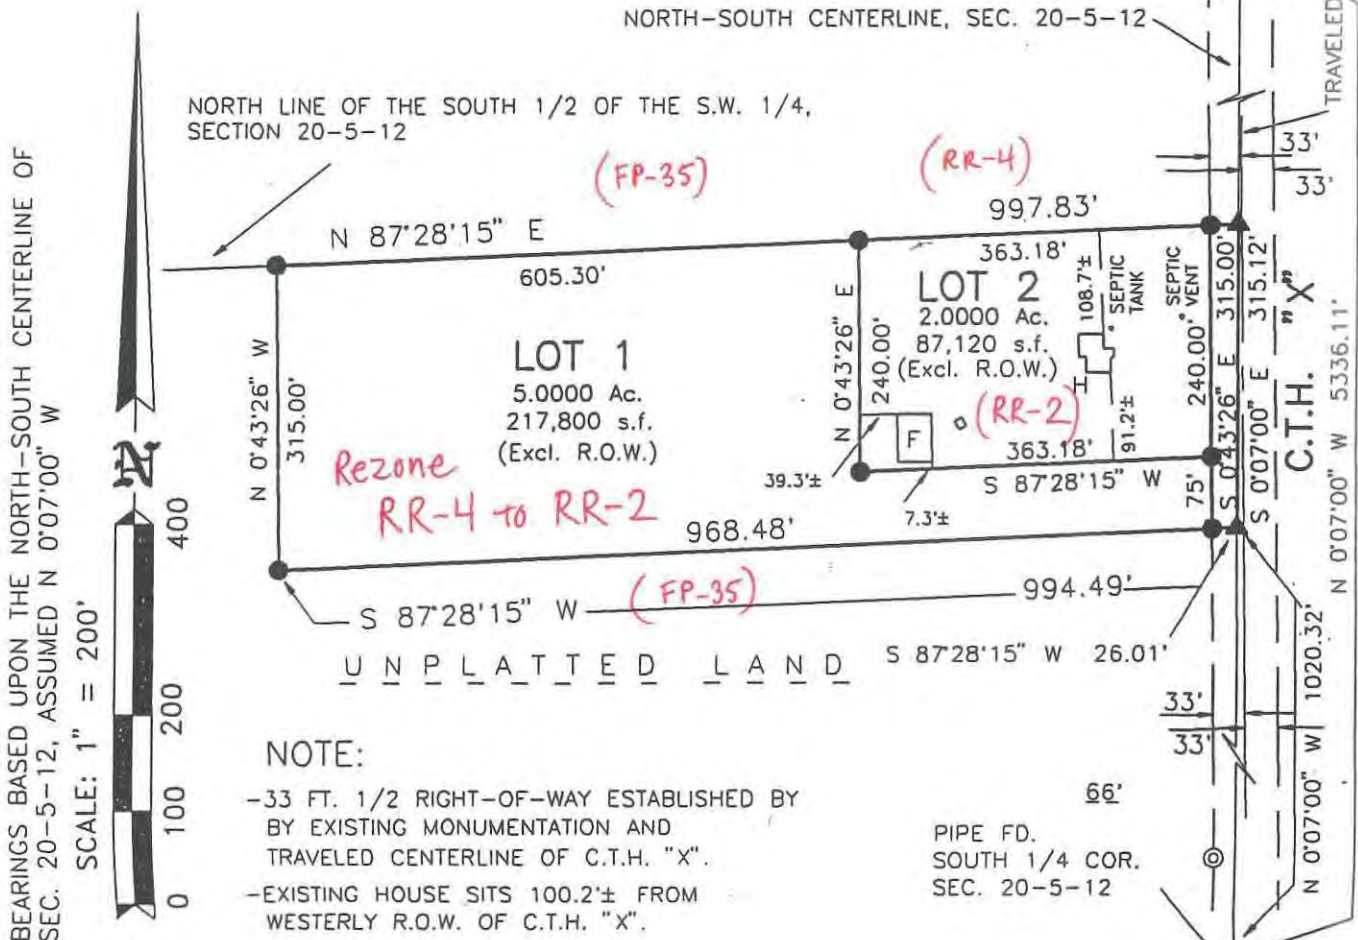 NORTH-SOUTH CENTERLINE, SEC. 20-5-12
TRAVELED
NORTH LINE OF THE SOUTH 1/2 OF THE S.W. 1/4,
SECTION 20-5-12
(FP-35)
(RR-4)
33'
33'
N 87°28'15" E
997.83'
605.30'
363.18'
LOT 1
5.0000 Ac.
217,800 s.f.
(Excl. R.O.W.)
LOT 2
2.0000 Ac.
87,120 s.f.
(Excl. R.O.W.)
(RR-2)
N 0°43'26" W
315.00'
N 0°43'26" E
240.00'
108.7'±
SEPTIC
TANK
SEPTIC
VENT
240.00'
S 0°43'26" E 315.00'
S 0°07'00" E 315.12'
C.T.H. "X"
N 0°07'00" W 5336.11'
H
F
91.2'±
363.18'
S 87°28'15" W
75'
39.3'±
7.3'±
Rezone
RR-4 to RR-2
968.48'
(FP-35)
S 87°28'15" W
994.49'
UNPLATTED LAND
S 87°28'15" W 26.01'
33'
33'
N 0°07'00" W 1020.32'
66'
PIPE FD.
SOUTH 1/4 COR.
SEC. 20-5-12
NOTE:
-33 FT. 1/2 RIGHT-OF-WAY ESTABLISHED BY
BY EXISTING MONUMENTATION AND
TRAVELED CENTERLINE OF C.T.H. "X".
-EXISTING HOUSE SITS 100.2'± FROM
WESTERLY R.O.W. OF C.T.H. "X".
BEARINGS BASED UPON THE NORTH-SOUTH CENTERLINE OF
SEC. 20-5-12, ASSUMED N 0°07'00" W
SCALE: 1" = 200'
N
0 100 200 400